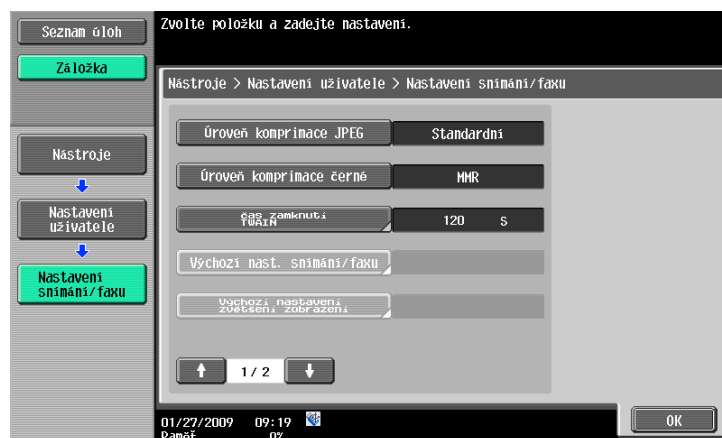 Seznam úloh
Zvolte položku a zadejte nastavení.
Záložka
Nástroje > Nastavení uživatele > Nastavení snímání/faxu
Úroveň komprimace JPEG
Standardní
Nástroje
Úroveň komprimace černé
MMR
Nastavení
uživatele
čas zamknutí
TWAIN
120 S
Nastavení
snímání/faxu
Výchozí nast. snímání/faxu
Výchozí nastavení
zvětšení zobrazení
1/ 2
OK
01/27/2009 09:19
Paměť 0%